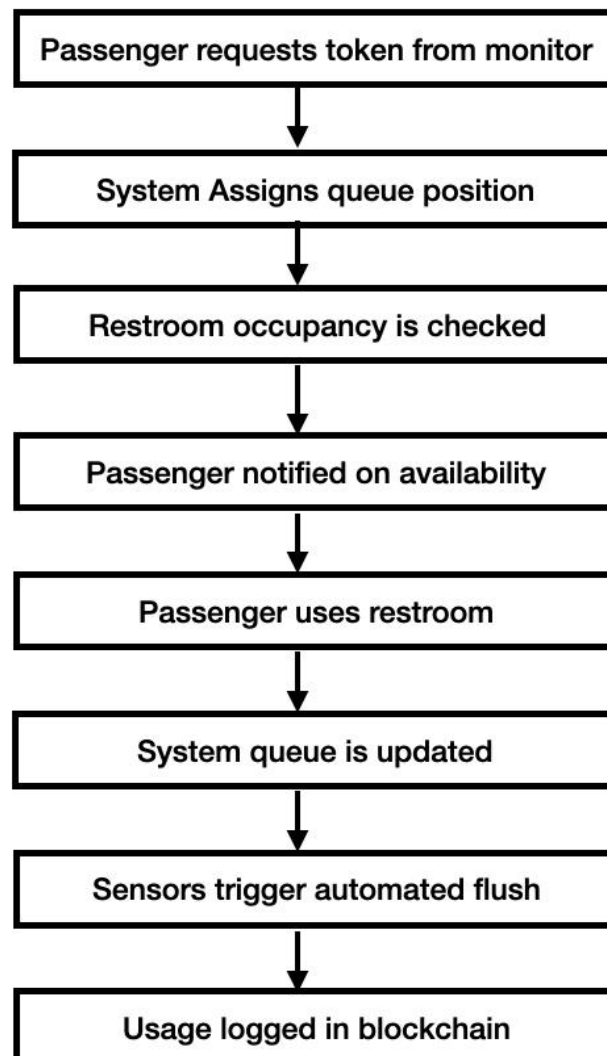 Passenger requests token from monitor
System Assigns queue position
Restroom occupancy is checked
Passenger notified on availability
Passenger uses restroom
System queue is updated
Sensors trigger automated flush
Usage logged in blockchain